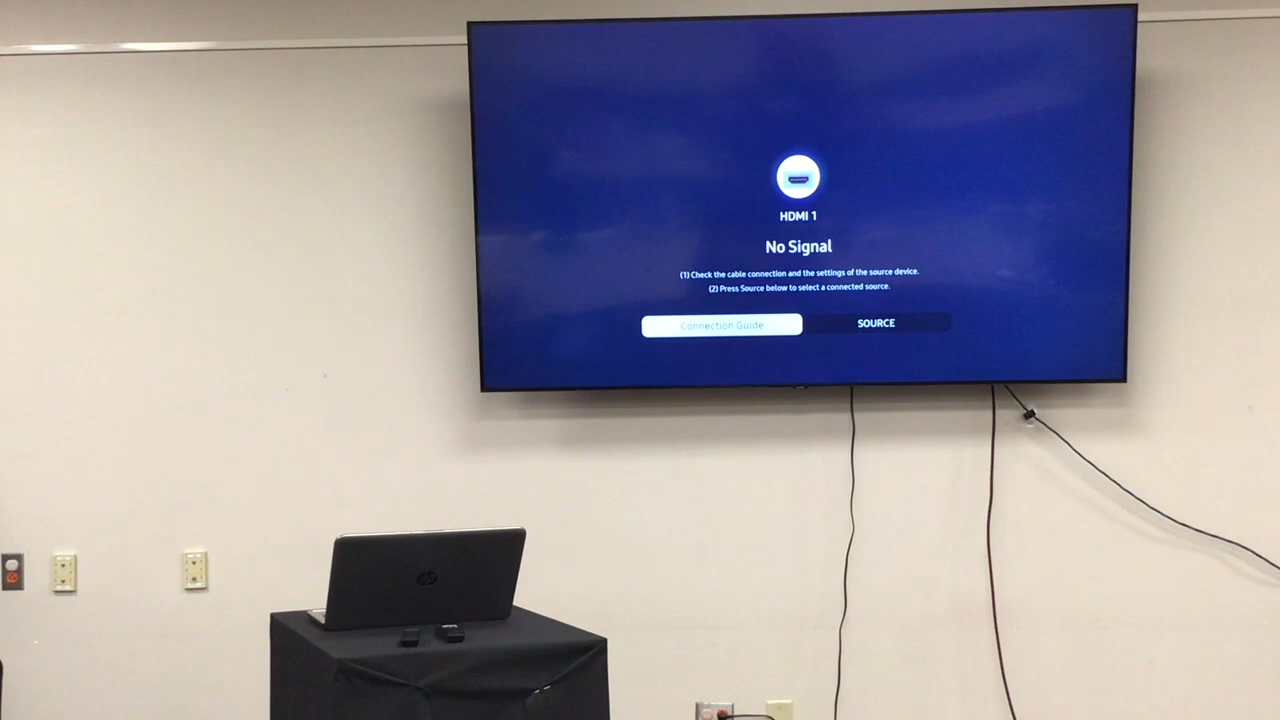 HDMI 1
No Signal
(1) Check the cable connection and the settings of the source device.
(2) Press Source below to select a connected source.
Connection Guide
SOURCE
hp